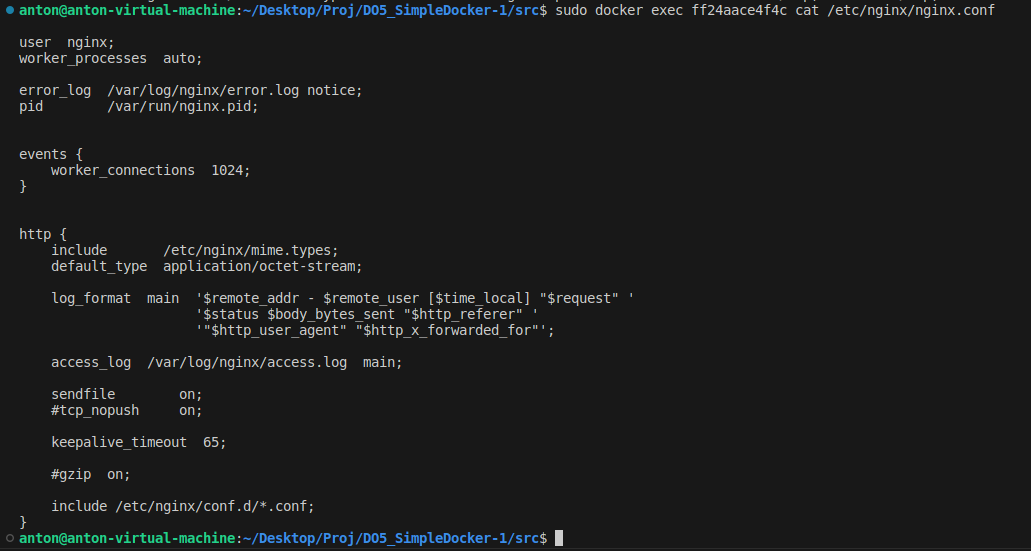 anton@anton-virtual-machine:~/Desktop/Proj/DO5_SimpleDocker-1/src$ sudo docker exec ff24aace4f4c cat /etc/nginx/nginx.conf
user  nginx;
worker_processes  auto;
error_log  /var/log/nginx/error.log notice;
pid        /var/run/nginx.pid;
events {
    worker_connections  1024;
}
http {
    include       /etc/nginx/mime.types;
    default_type  application/octet-stream;
    log_format  main  '$remote_addr - $remote_user [$time_local] "$request" '
                      '$status $body_bytes_sent "$http_referer" '
                      '"$http_user_agent" "$http_x_forwarded_for"';
    access_log  /var/log/nginx/access.log  main;
    sendfile        on;
    #tcp_nopush     on;
    keepalive_timeout  65;
    #gzip  on;
    include /etc/nginx/conf.d/*.conf;
}
anton@anton-virtual-machine:~/Desktop/Proj/DO5_SimpleDocker-1/src$